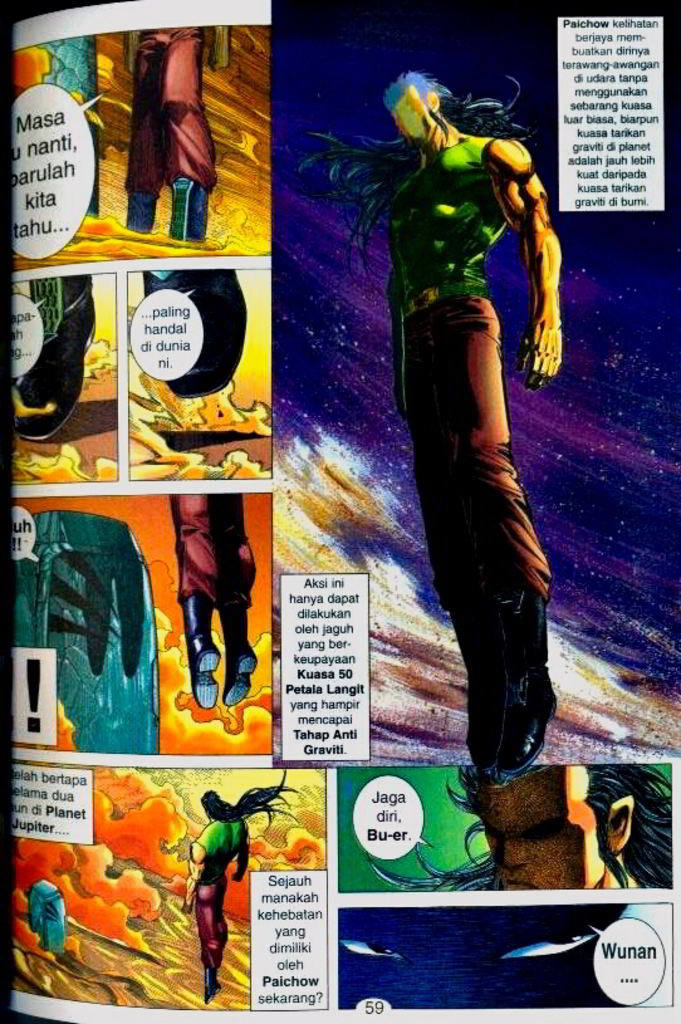 Masa
nanti,
kita
tahu...
Paichow kelihatan
berjaya mem-
buatkan dirinya
terawang-awangan
di udara tanpa
menggunakan
sebarang kuasa
luar biasa, biarpun
kuasa tarikan
graviti di planet
adalah jauh lebih
kuat daripada
kuasa tarikan
graviti di bumi.
...paling
handal
di dunia
ni.
!!
!
Aksi ini
hanya dapat
dilakukan
oleh jaguh
yang ber-
keupayaan
Kuasa 50
Petala Langit
yang hampir
mencapai
Tahap Anti
Graviti.
bertapa
dua
di Planet
Jupiter....
Sejauh
manakah
kehebatan
yang
dimiliki
oleh
Paichow
sekarang?
Jaga
diri,
Bu-er.
Wunan
....
59